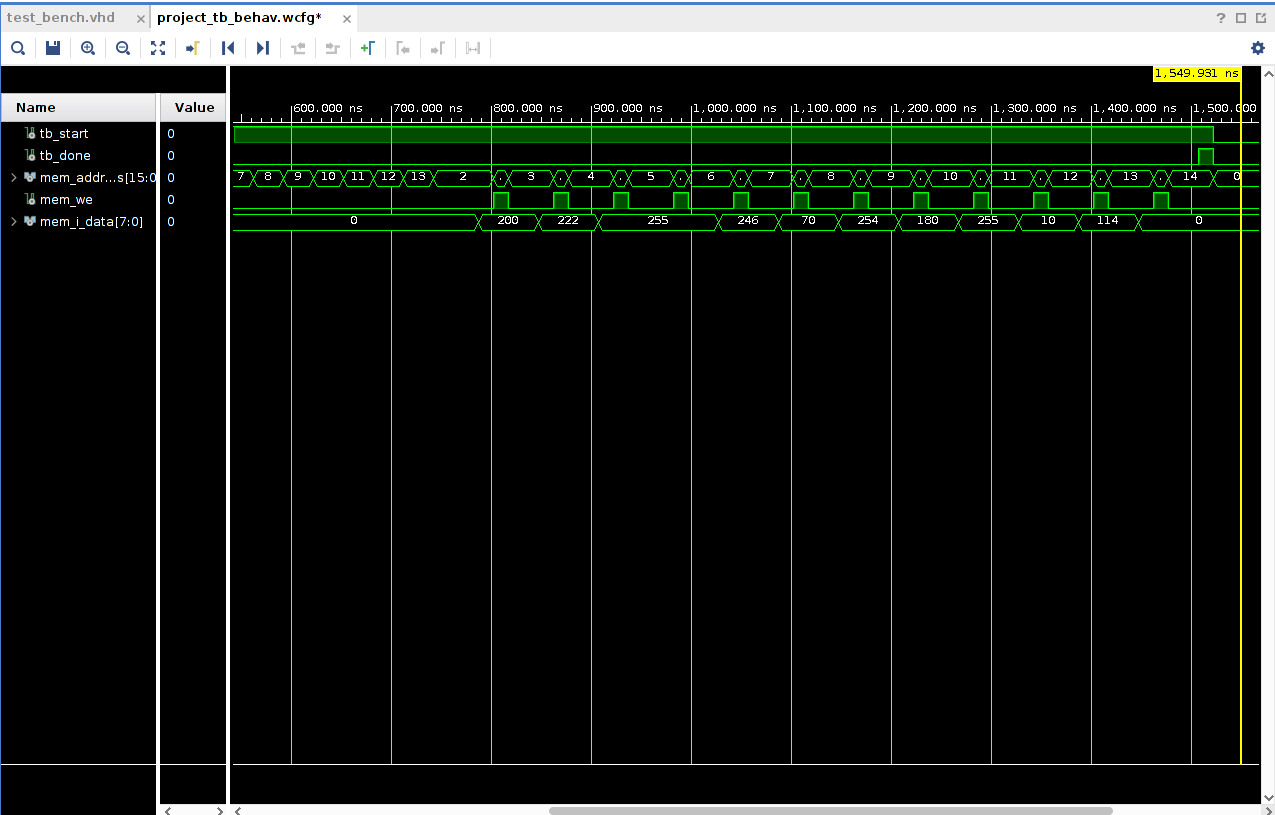 test_bench.vhd × project_tb_behav.wcfg* ×
?
1,549.931 ns
Name Value
600.000 ns 700.000 ns 800.000 ns 900.000 ns 1,000.000 ns 1,100.000 ns 1,200.000 ns 1,300.000 ns 1,400.000 ns 1,500.000
tb_start 0
tb_done 0
mem_addr...s[15:0 0 7 8 9 10 11 12 13 2 . 3 . 4 . 5 . 6 . 7 . 8 . 9 . 10 . 11 . 12 . 13 . 14 0
mem_we 0
mem_i_data[7:0] 0 0 200 222 255 246 70 254 180 255 10 114 0